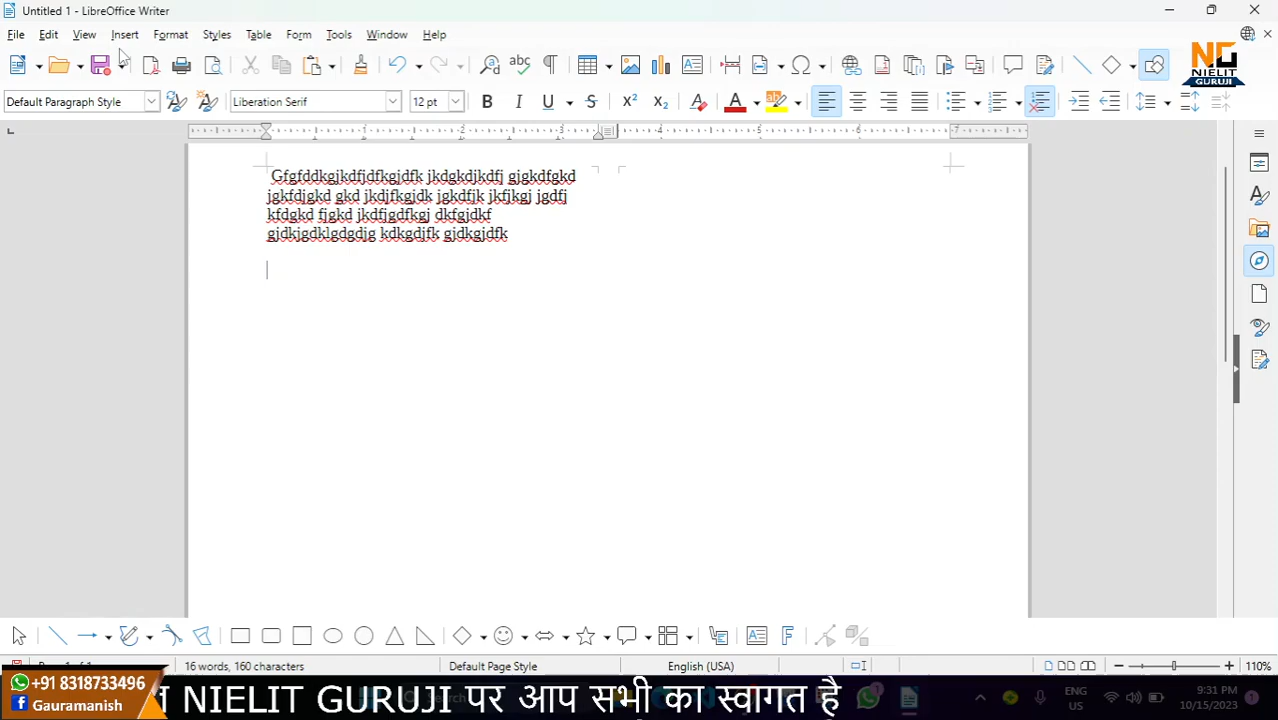 Untitled 1 - LibreOffice Writer
File Edit View Insert Format Styles Table Form Tools Window Help
NIELIT
GURUJI
Default Paragraph Style
Liberation Serif
12 pt
Gfgfddkgjkdfjdfkgjdfk jkdgkdjkdfj gjgkdfgkd
jgkfdjgkd gkd jkdjfkgjdk jgkdfjk jkfjkgj jgdfj
kfdgkd fjgkd jkdfjgdfkgj dkfgjdkf
gjdkjgdklgdgdjg kdkgdjfk gjdkgjdfk
16 words, 160 characters
Default Page Style
English (USA)
110%
+91 8318733496
Gauramanish
NIELIT GURUJI पर आप सभी का स्वागत है
ENG
US
9:31 PM
10/15/2023